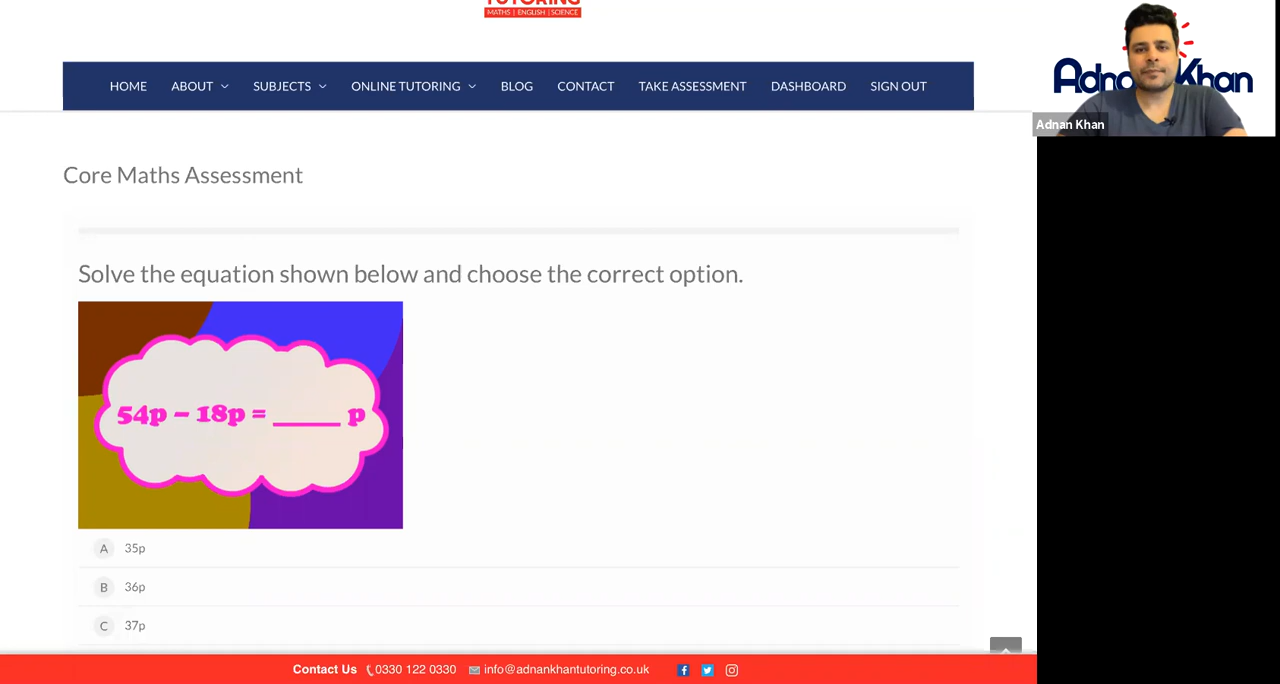 TUTORING
MATHS | ENGLISH | SCIENCE
HOME ABOUT SUBJECTS ONLINE TUTORING BLOG CONTACT TAKE ASSESSMENT DASHBOARD SIGN OUT
Adnan Khan
Adnan Khan
Core Maths Assessment
Solve the equation shown below and choose the correct option.
54p – 18p = _____ p
A 35p
B 36p
C 37p
Contact Us 0330 122 0330 info@adnankhantutoring.co.uk